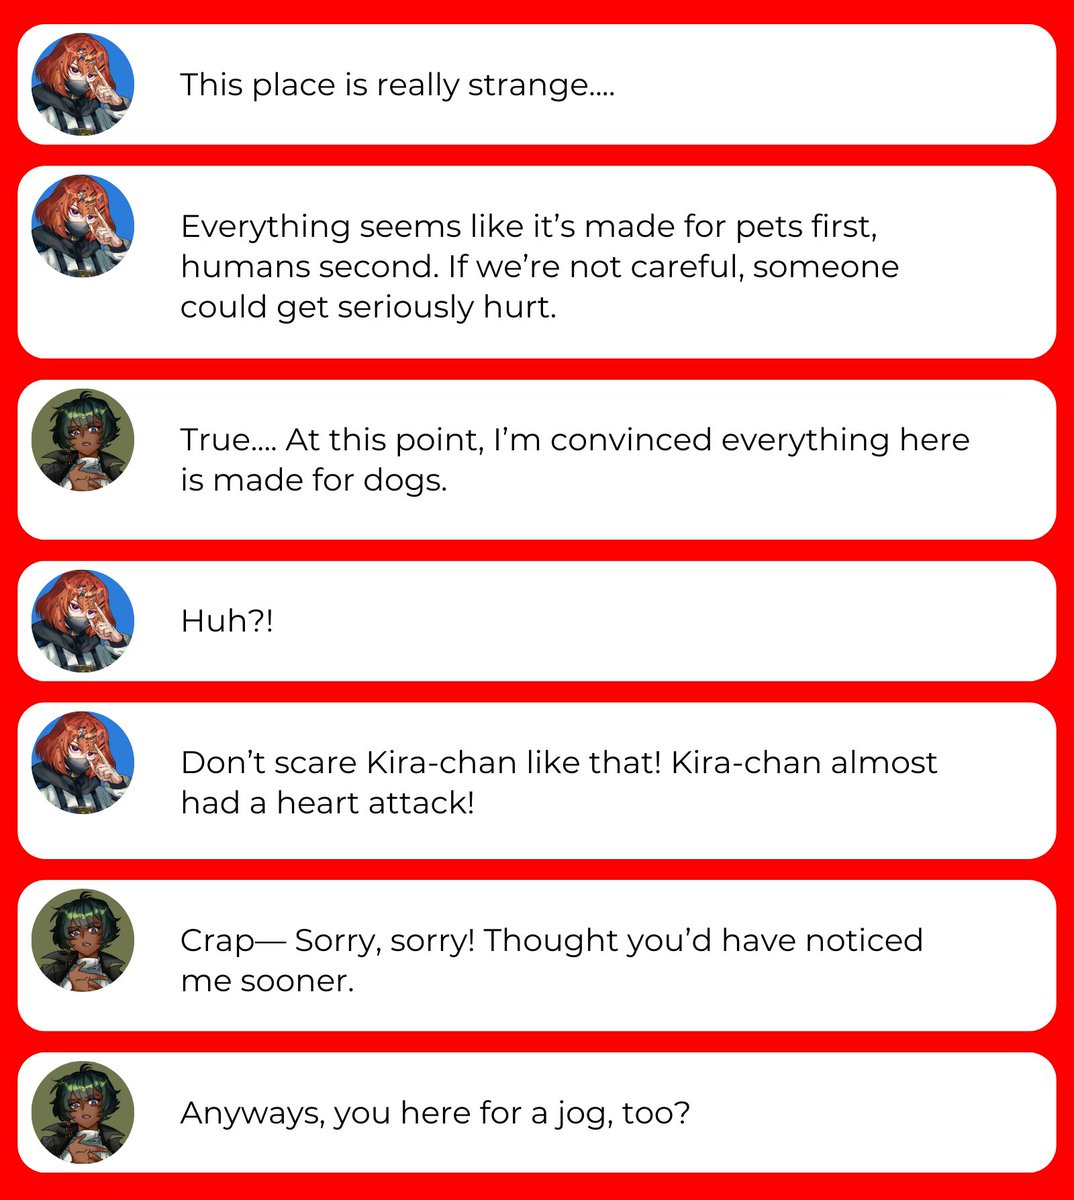 This place is really strange....
Everything seems like it’s made for pets first,
humans second. If we’re not careful, someone
could get seriously hurt.
True.... At this point, I’m convinced everything here
is made for dogs.
Huh?!
Don’t scare Kira-chan like that! Kira-chan almost
had a heart attack!
Crap— Sorry, sorry! Thought you’d have noticed
me sooner.
Anyways, you here for a jog, too?